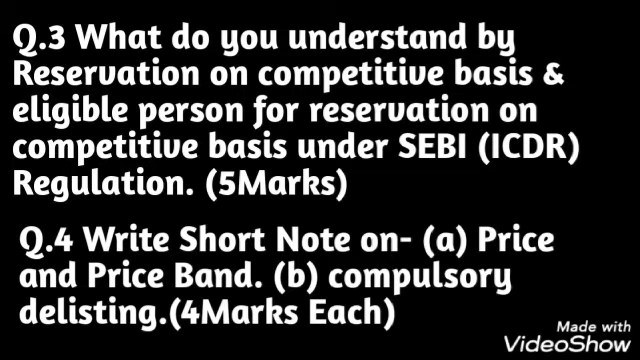 Q.3 What do you understand by
Reservation on competitive basis &
eligible person for reservation on
competitive basis under SEBI (ICDR)
Regulation. (5Marks)
Q.4 Write Short Note on- (a) Price
and Price Band. (b) compulsory
delisting.(4Marks Each)
Made with
VideoShow